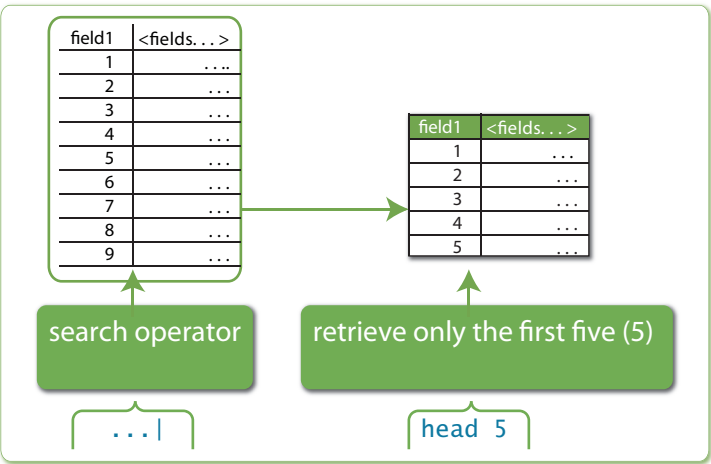 field1 <fields. . . >
1 . . ..
2 . . .
3 . . .
4 . . .
5 . . .
6 . . .
7 . . .
8 . . .
9 . . .
field1 <fields. . . >
1 . . .
2 . . .
3 . . .
4 . . .
5 . . .
search operator
retrieve only the first five (5)
...|
head 5